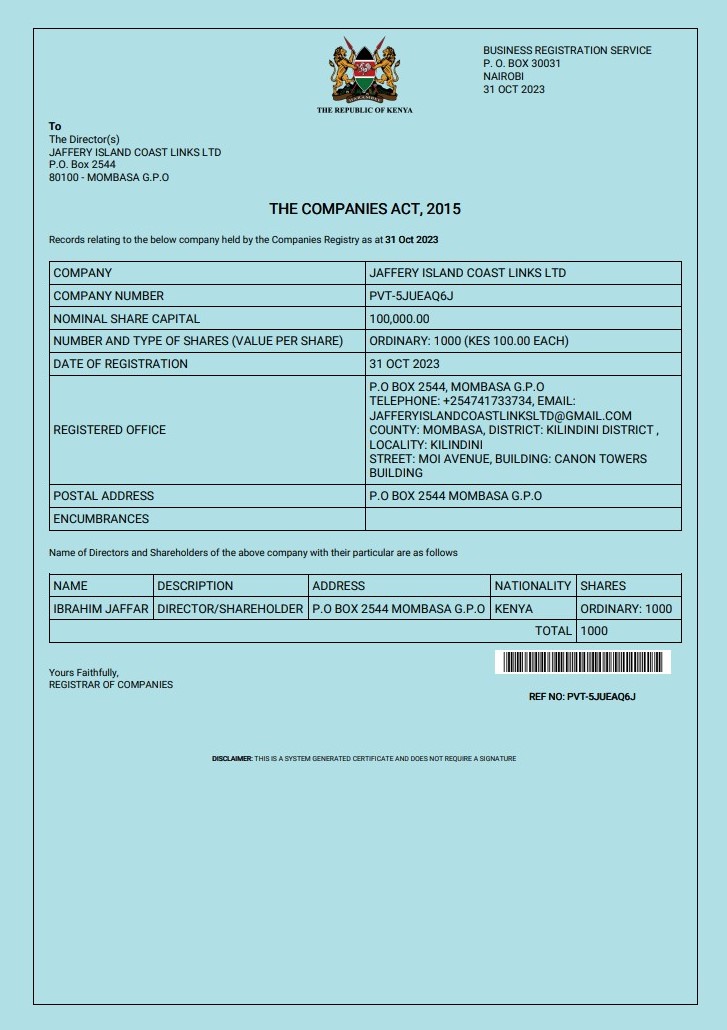 BUSINESS REGISTRATION SERVICE
P. O. BOX 30031
NAIROBI
31 OCT 2023
THE REPUBLIC OF KENYA
To
The Director(s)
JAFFERY ISLAND COAST LINKS LTD
P.O. Box 2544
80100 - MOMBASA G.P.O
THE COMPANIES ACT, 2015
Records relating to the below company held by the Companies Registry as at 31 Oct 2023
COMPANY JAFFERY ISLAND COAST LINKS LTD
COMPANY NUMBER PVT-5JUEAQ6J
NOMINAL SHARE CAPITAL 100,000.00
NUMBER AND TYPE OF SHARES (VALUE PER SHARE) ORDINARY: 1000 (KES 100.00 EACH)
DATE OF REGISTRATION 31 OCT 2023
REGISTERED OFFICE
P.O BOX 2544, MOMBASA G.P.O
TELEPHONE: +254741733734, EMAIL:
JAFFERYISLANDCOASTLINKSLTD@GMAIL.COM
COUNTY: MOMBASA, DISTRICT: KILINDINI DISTRICT ,
LOCALITY: KILINDINI
STREET: MOI AVENUE, BUILDING: CANON TOWERS
BUILDING
POSTAL ADDRESS P.O BOX 2544 MOMBASA G.P.O
ENCUMBRANCES
Name of Directors and Shareholders of the above company with their particular are as follows
NAME DESCRIPTION ADDRESS NATIONALITY SHARES
IBRAHIM JAFFAR DIRECTOR/SHAREHOLDER P.O BOX 2544 MOMBASA G.P.O KENYA ORDINARY: 1000
TOTAL 1000
Yours Faithfully,
REGISTRAR OF COMPANIES
REF NO: PVT-5JUEAQ6J
DISCLAIMER: THIS IS A SYSTEM GENERATED CERTIFICATE AND DOES NOT REQUIRE A SIGNATURE